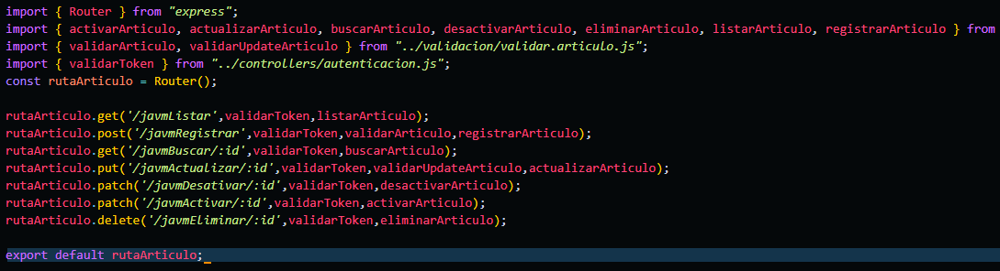 import { Router } from "express";
import { activarArticulo, actualizarArticulo, buscarArticulo, desactivarArticulo, eliminarArticulo, listarArticulo, registrarArticulo } from
import { validarArticulo, validarUpdateArticulo } from "../validacion/validar.articulo.js";
import { validarToken } from "../controllers/autenticacion.js";
const rutaArticulo = Router();
rutaArticulo.get('/javmListar',validarToken,listarArticulo);
rutaArticulo.post('/javmRegistrar',validarToken,validarArticulo,registrarArticulo);
rutaArticulo.get('/javmBuscar/:id',validarToken,buscarArticulo);
rutaArticulo.put('/javmActualizar/:id',validarToken,validarUpdateArticulo,actualizarArticulo);
rutaArticulo.patch('/javmDesativar/:id',validarToken,desactivarArticulo);
rutaArticulo.patch('/javmActivar/:id',validarToken,activarArticulo);
rutaArticulo.delete('/javmEliminar/:id',validarToken,eliminarArticulo);
export default rutaArticulo;